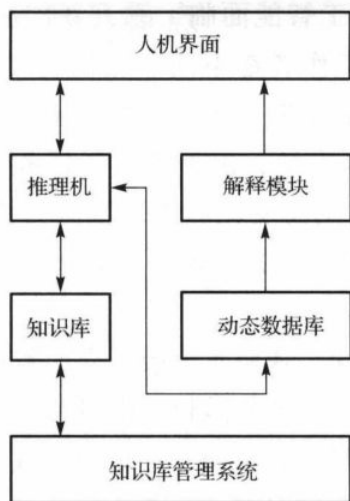 人机界面
推理机
解释模块
知识库
动态数据库
知识库管理系统